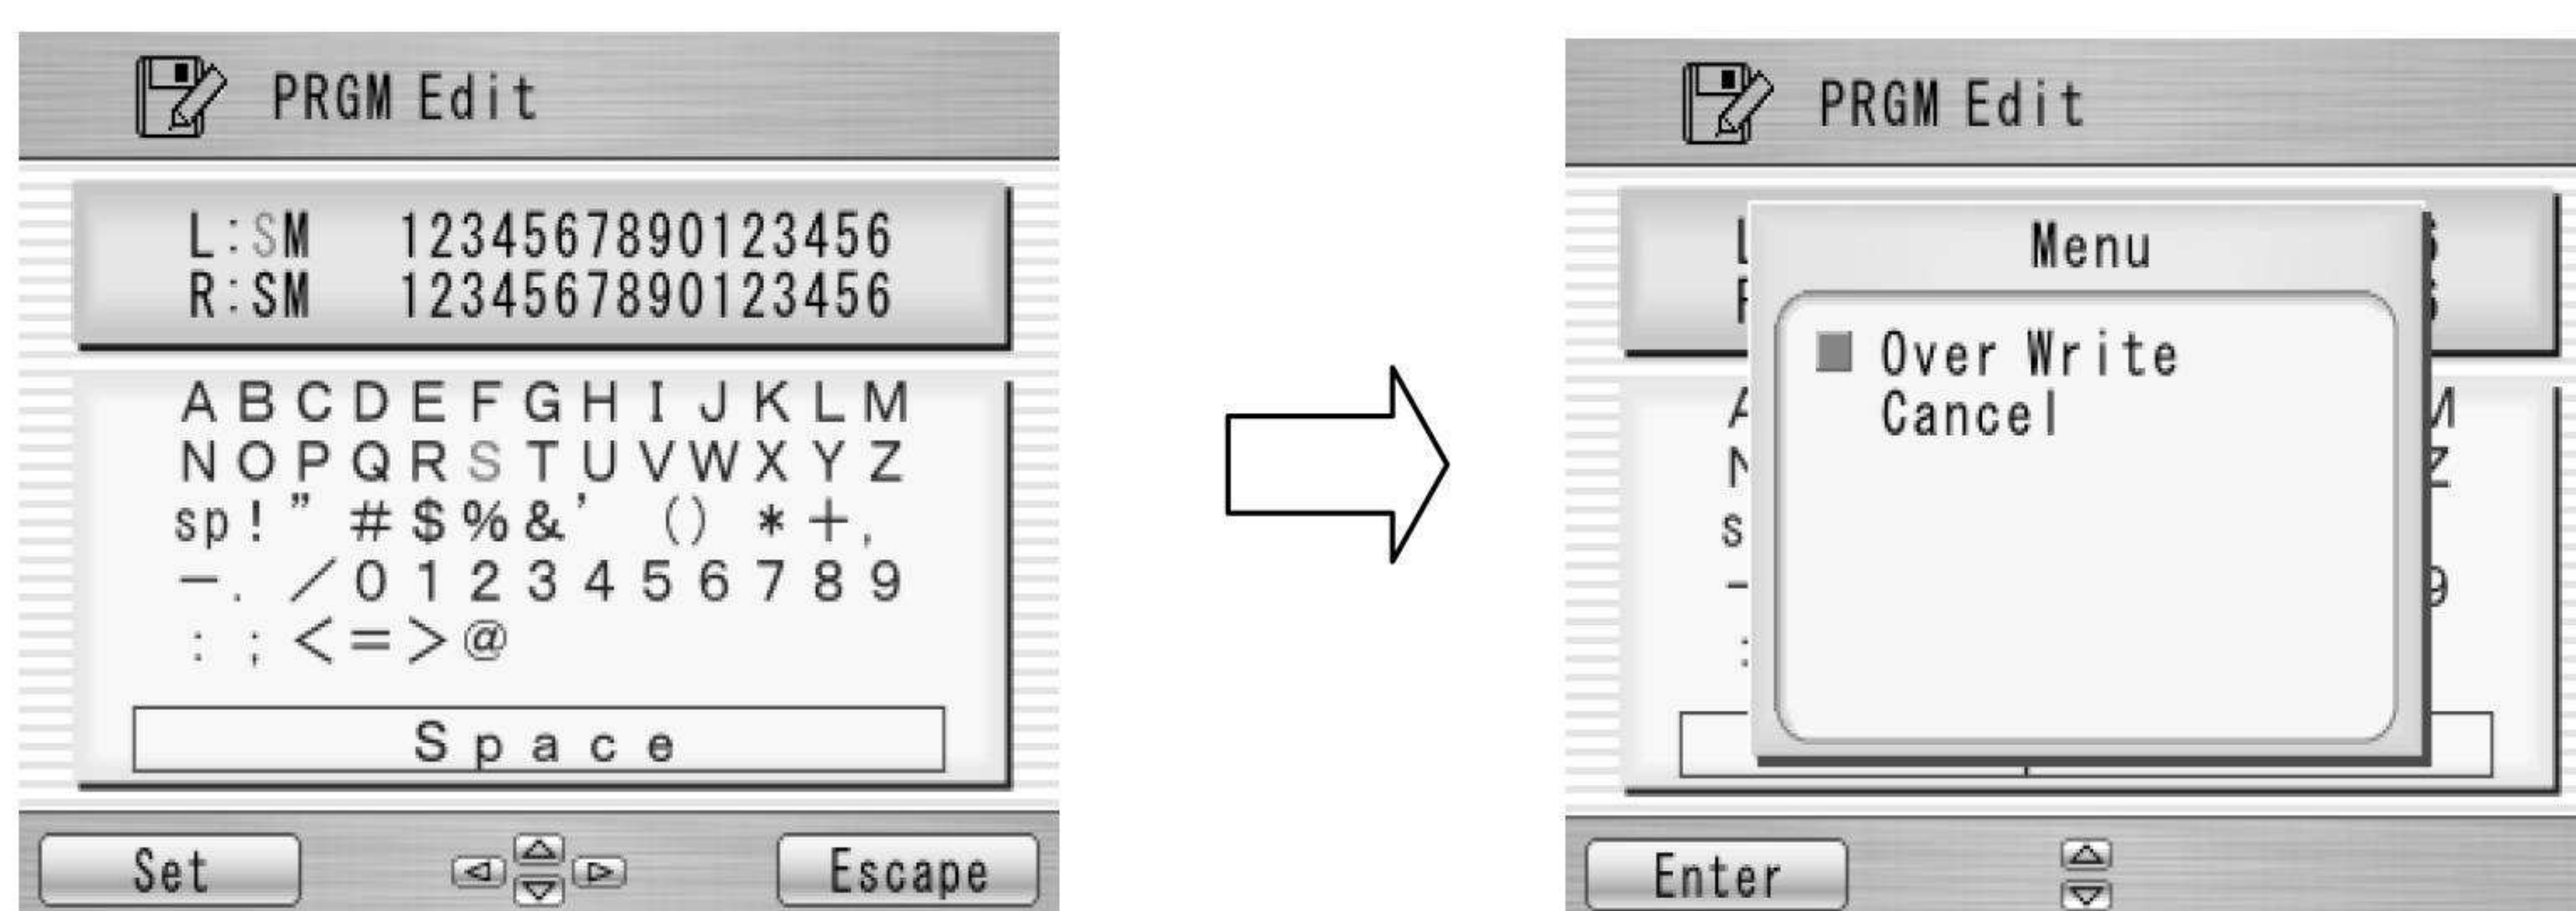 PRGM Edit
L:SM 1234567890123456
R:SM 1234567890123456
A B C D E F G H I J K L M
N O P Q R S T U V W X Y Z
sp ! ” # $ % & ’ ( ) * + ,
- . / 0 1 2 3 4 5 6 7 8 9
: ; < = > @
Space
Set
Escape
PRGM Edit
Menu
Over Write
Cancel
Enter